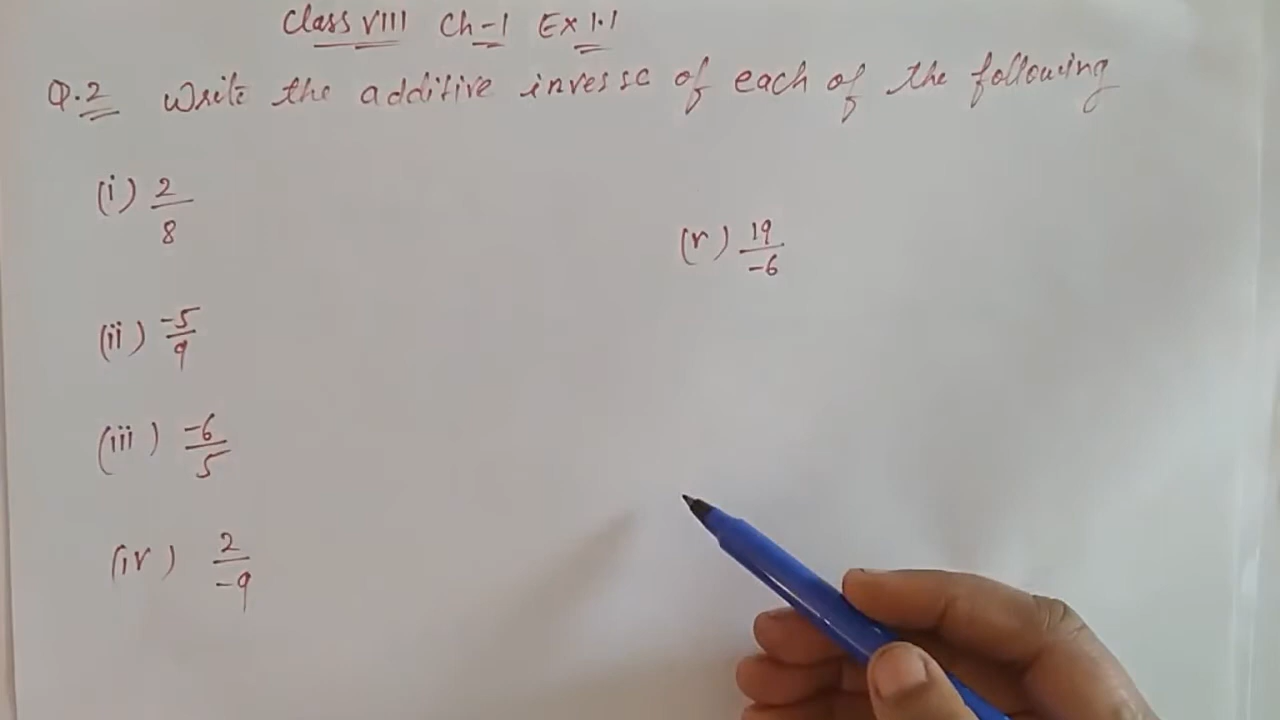 Class VIII Ch-1 Ex 1.1
Q.2 Write the additive inverse of each of the following
(i) 2/8
(v) 19/-6
(ii) -5/9
(iii) -6/5
(iv) 2/-9